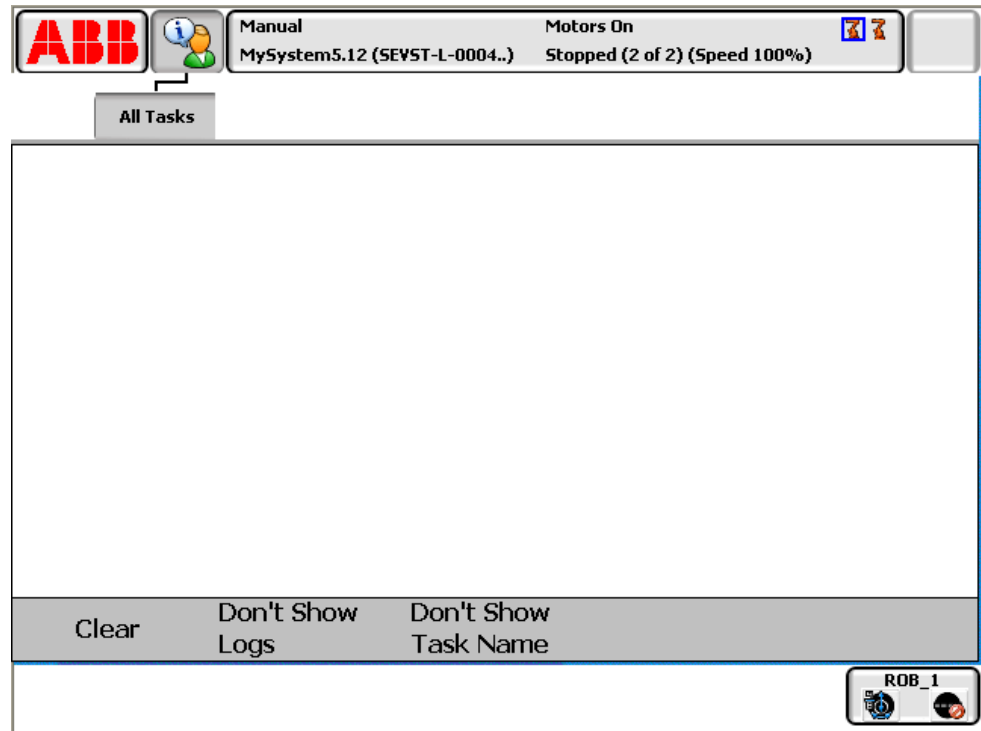 ABB
Manual
Motors On
MySystem5.12 (SEVST-L-0004..)
Stopped (2 of 2) (Speed 100%)
All Tasks
Clear
Don't Show
Logs
Don't Show
Task Name
ROB_1